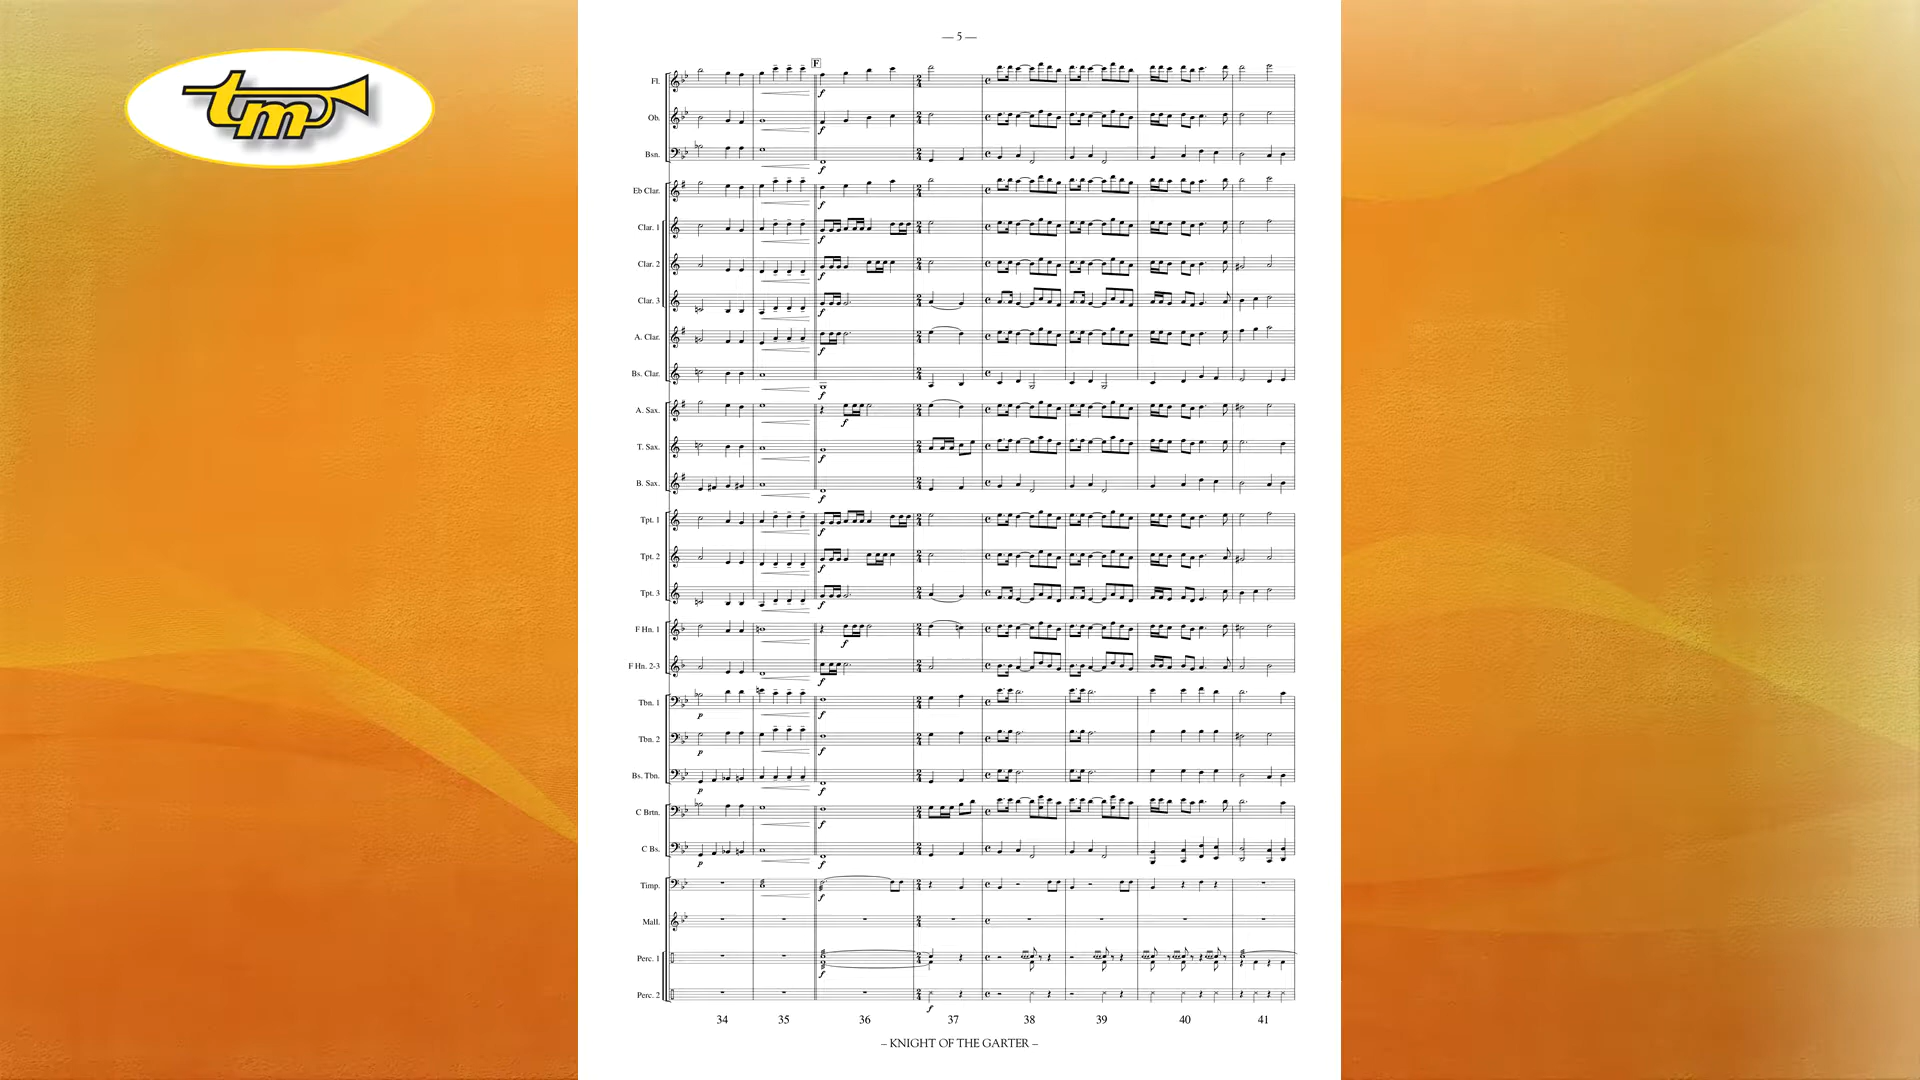 tm
— 5 —
F
Fl.
Ob.
Bsn.
Eb Clar.
Clar. 1
Clar. 2
Clar. 3
A. Clar.
Bs. Clar.
A. Sax.
T. Sax.
B. Sax.
Tpt. 1
Tpt. 2
Tpt. 3
F Hn. 1
F Hn. 2-3
Tbn. 1
Tbn. 2
Bs. Tbn.
C Brtn.
C Bs.
Timp.
Mall.
Perc. 1
Perc. 2
34 35 36 37 38 39 40 41
– KNIGHT OF THE GARTER –